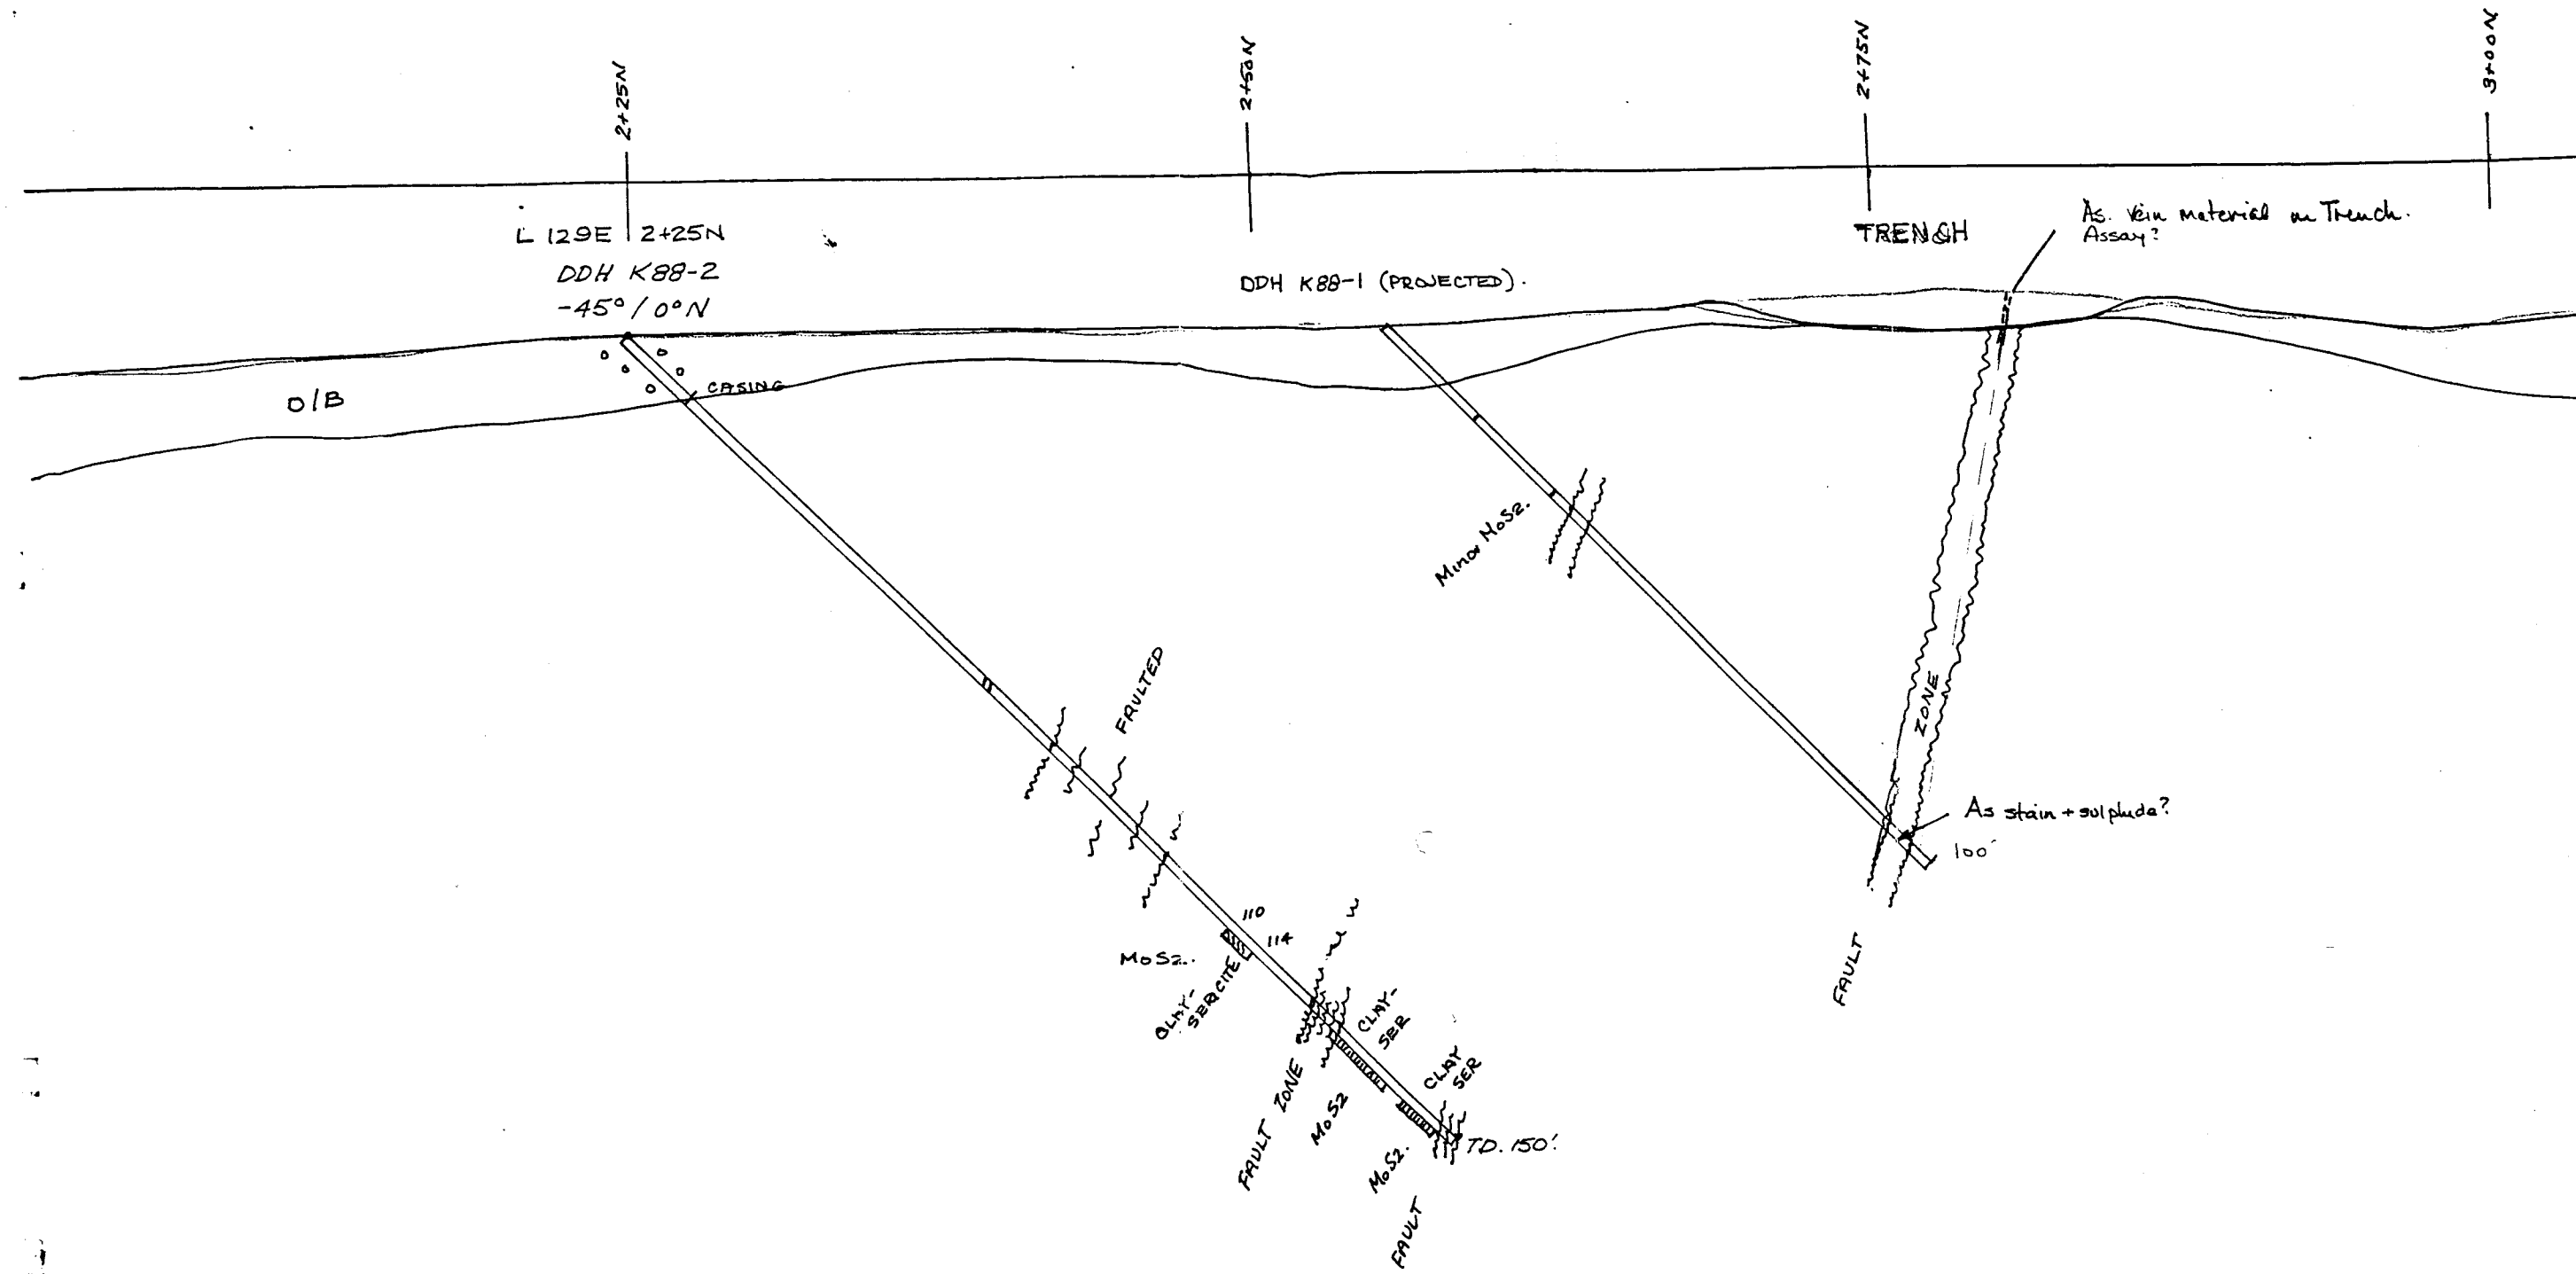 2+25N
2+50N
2+75N
3+00N
L 129E 2+25N
DDH K88-2
-45° / 0°N
DDH K88-1 (PROJECTED).
TRENCH
As. vein material in Trench.
Assay?
O/B
CASING
Minor MoS2.
FAULTED
ZONE
As stain + sulphide?
100'
FAULT
110
114
MoS2.
CLAY-
SERICITE
CLAY-
SER
CLAY
SER
FAULT ZONE
MoS2
MoS2.
T.D. 150'.
FAULT